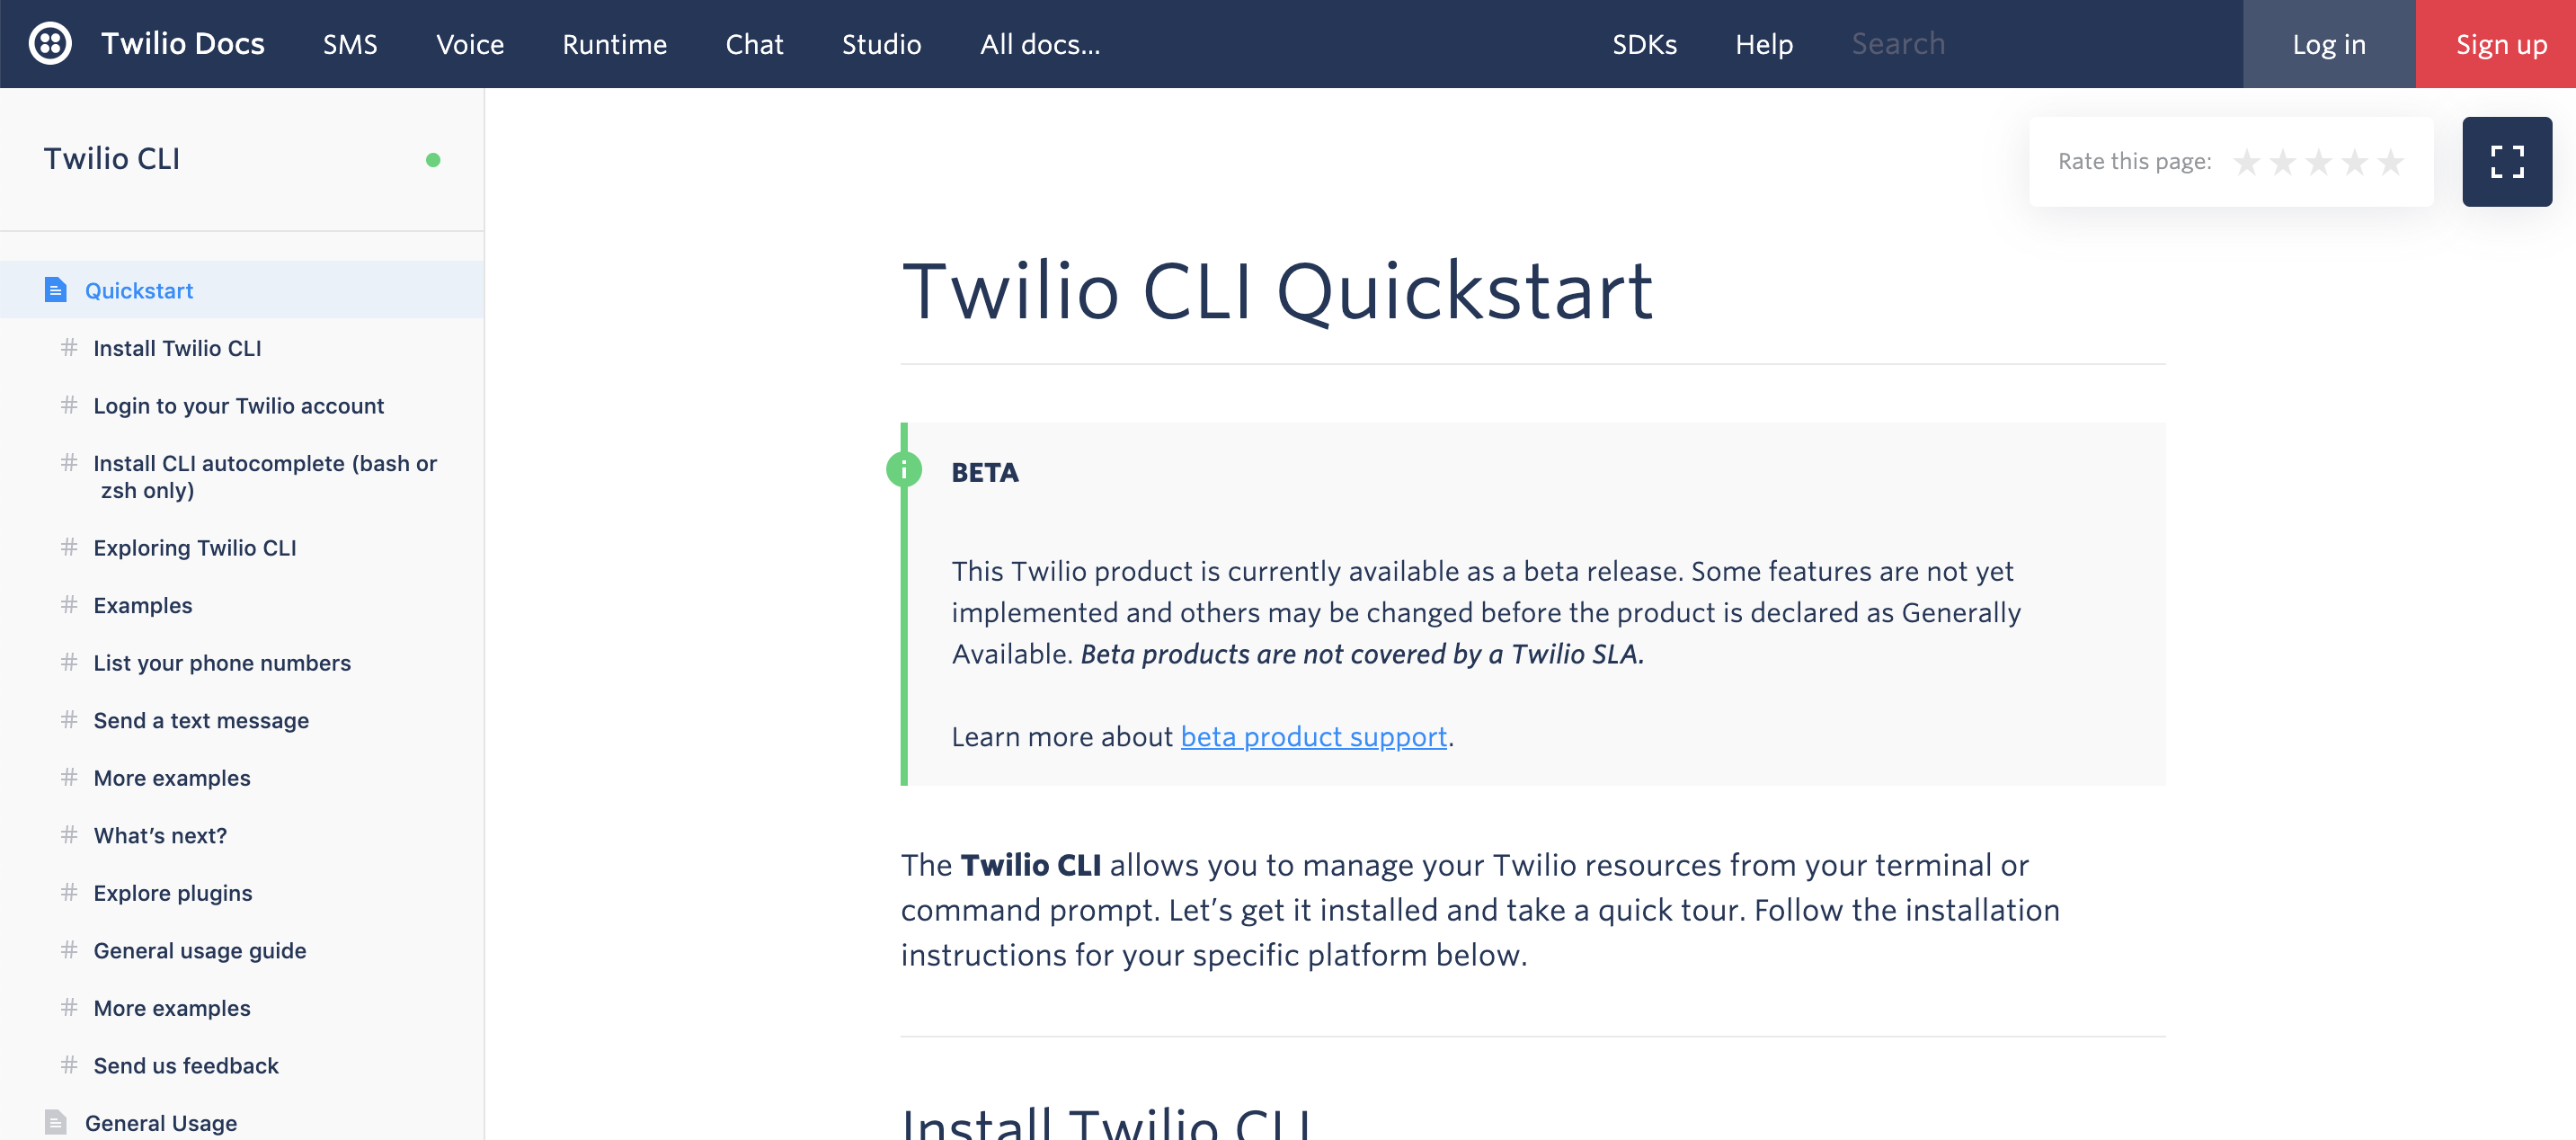 Twilio Docs SMS Voice Runtime Chat Studio All docs... SDKs Help Search Log in Sign up
Twilio CLI
Quickstart
# Install Twilio CLI
# Login to your Twilio account
# Install CLI autocomplete (bash or
zsh only)
# Exploring Twilio CLI
# Examples
# List your phone numbers
# Send a text message
# More examples
# What’s next?
# Explore plugins
# General usage guide
# More examples
# Send us feedback
General Usage
Rate this page:
Twilio CLI Quickstart
BETA
This Twilio product is currently available as a beta release. Some features are not yet
implemented and others may be changed before the product is declared as Generally
Available. Beta products are not covered by a Twilio SLA.
Learn more about beta product support.
The Twilio CLI allows you to manage your Twilio resources from your terminal or
command prompt. Let’s get it installed and take a quick tour. Follow the installation
instructions for your specific platform below.
Install Twilio CLI